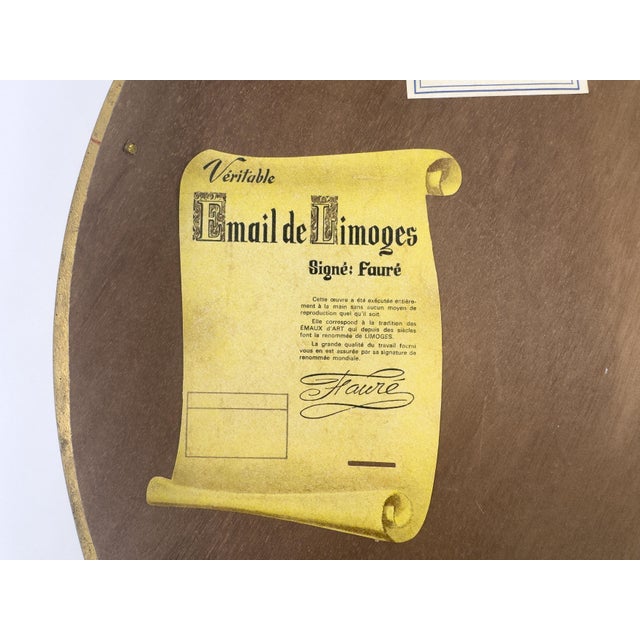 Véritable
Email de Limoges
Signé: Fauré
Cette œuvre a été exécutée entière-
ment à la main sans aucun moyen de
reproduction quel qu'il soit.
Elle correspond à la tradition des
ÉMAUX d'ART qui depuis des siècles
font la renommée de LIMOGES.
La grande qualité du travail fourni
vous en est assurée par sa signature de
renommée mondiale.
Fauré